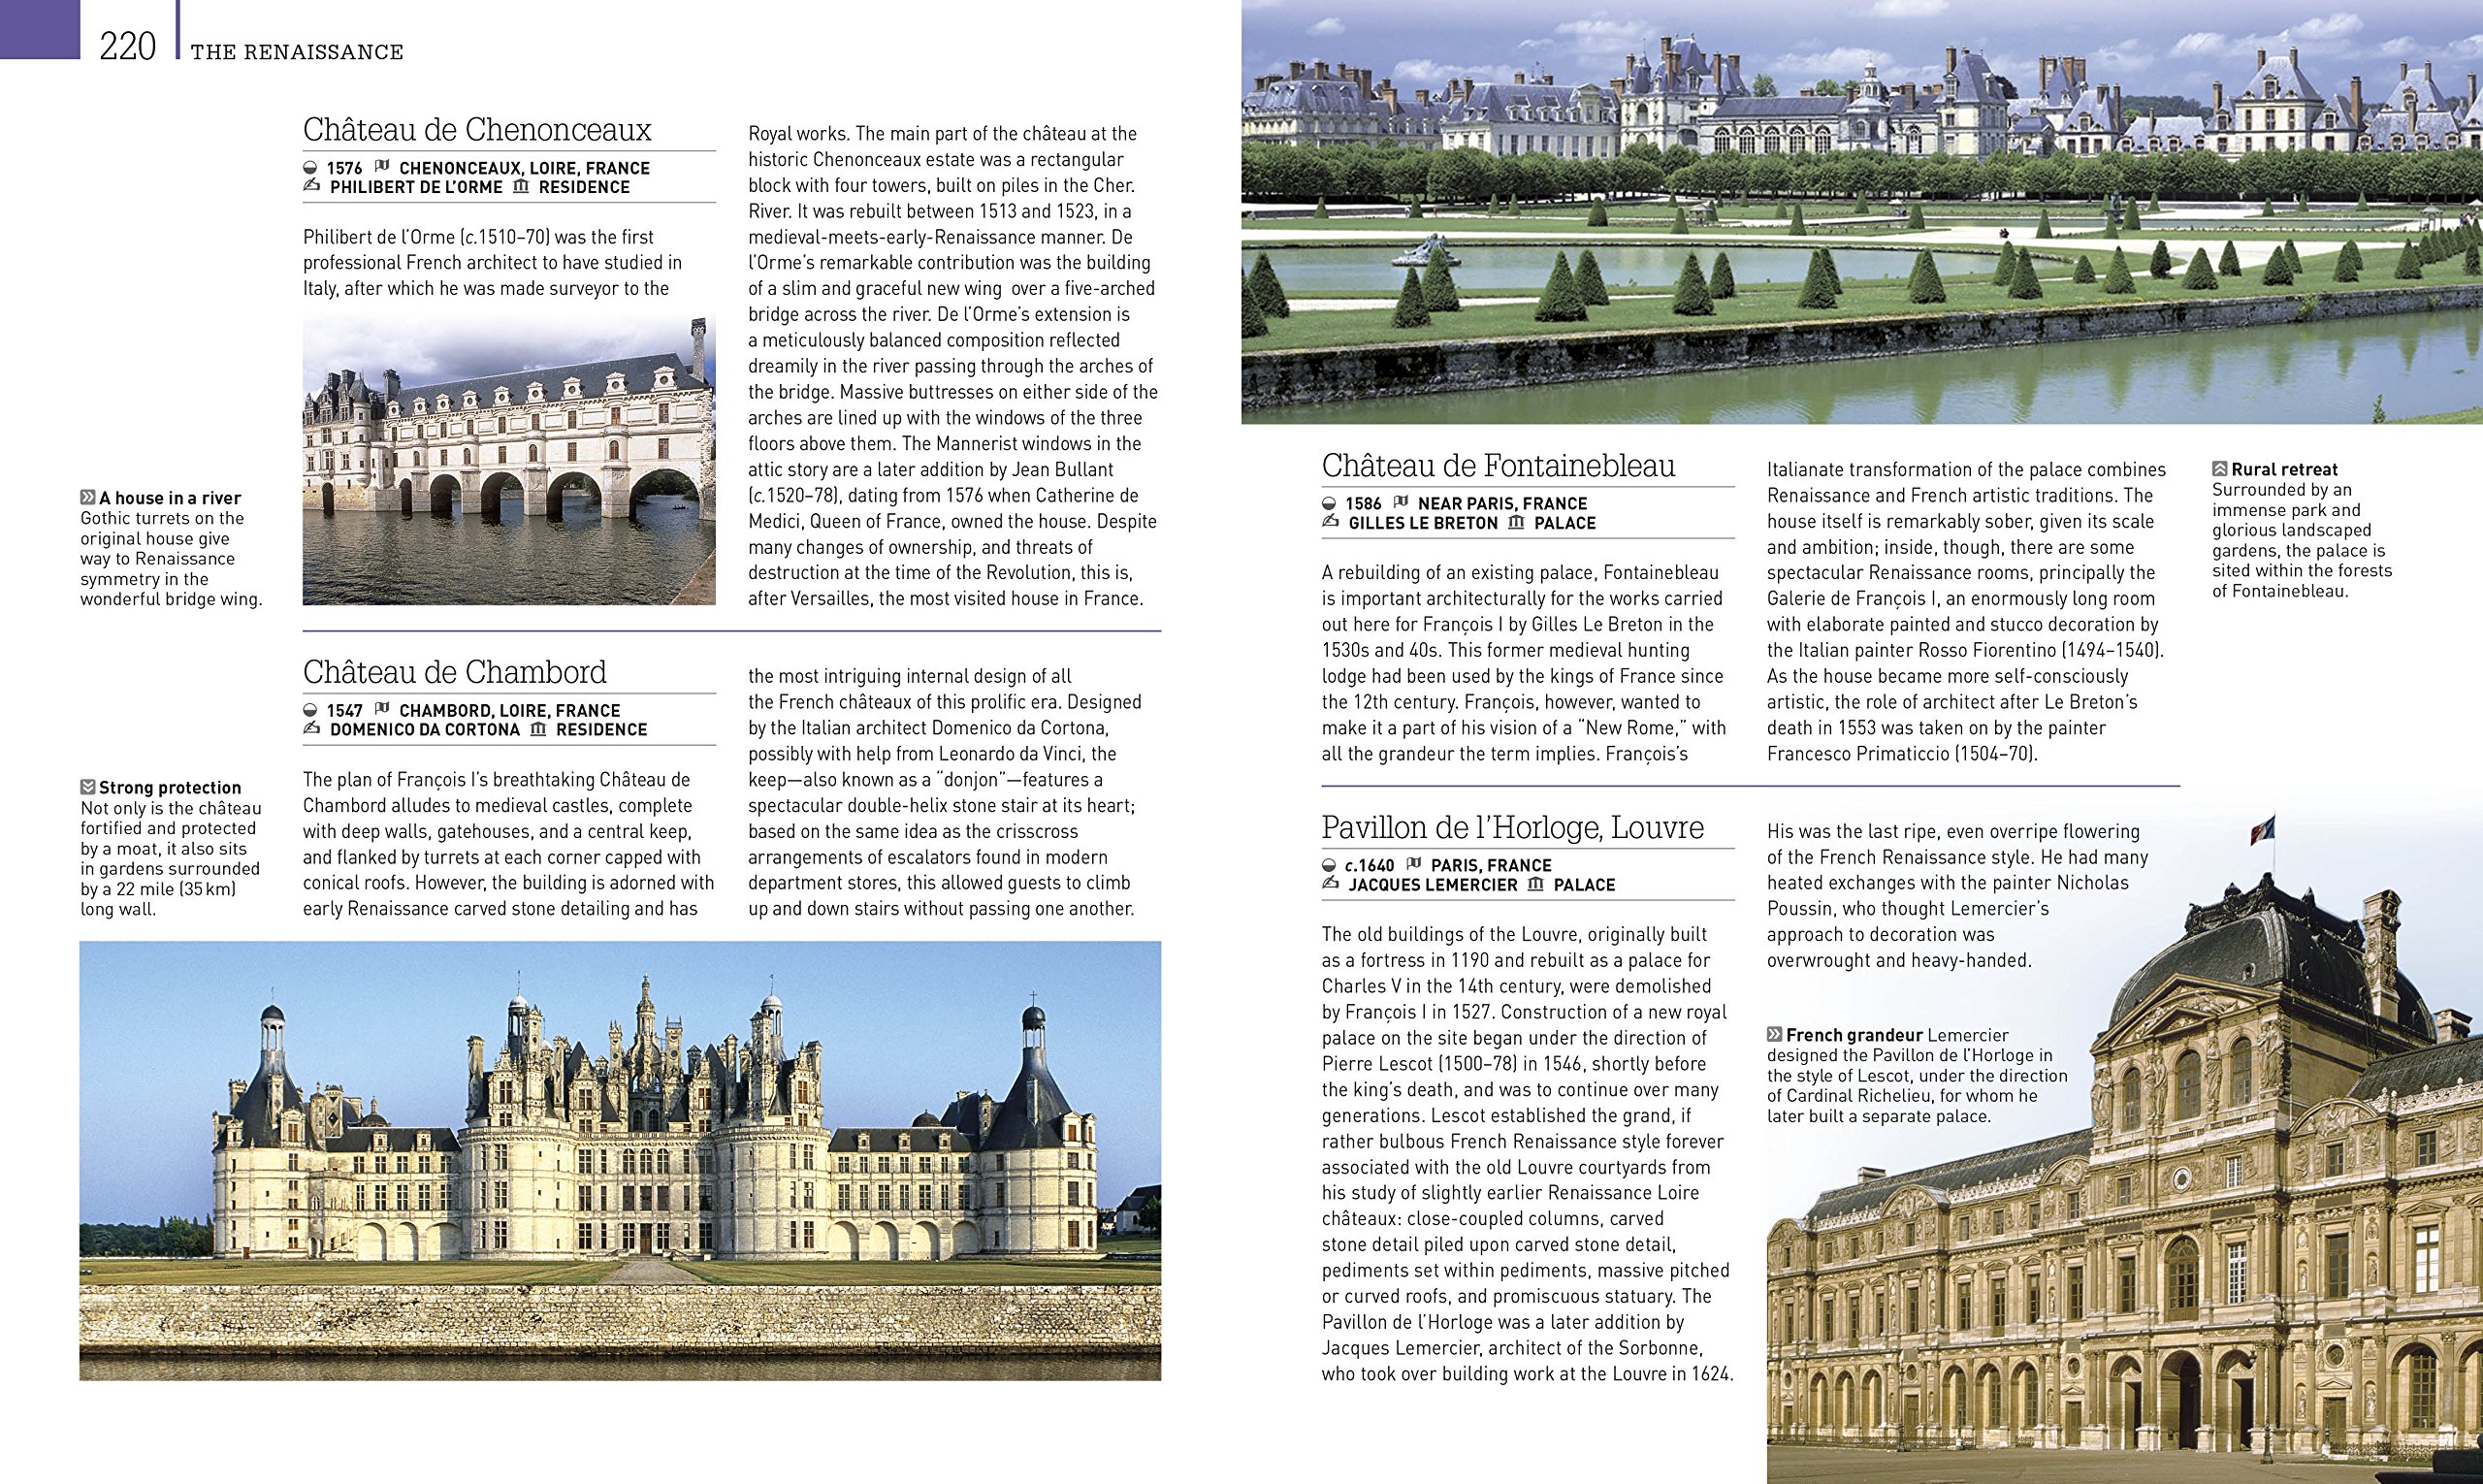 220
THE RENAISSANCE
Château de Chenonceaux
1576 CHENONCEAUX, LOIRE, FRANCE
PHILIBERT DE L'ORME RESIDENCE
Philibert de l'Orme (c.1510–70) was the first
professional French architect to have studied in
Italy, after which he was made surveyor to the
Royal works. The main part of the château at the
historic Chenonceaux estate was a rectangular
block with four towers, built on piles in the Cher.
River. It was rebuilt between 1513 and 1523, in a
medieval-meets-early-Renaissance manner. De
l'Orme's remarkable contribution was the building
of a slim and graceful new wing over a five-arched
bridge across the river. De l'Orme's extension is
a meticulously balanced composition reflected
dreamily in the river passing through the arches of
the bridge. Massive buttresses on either side of the
arches are lined up with the windows of the three
floors above them. The Mannerist windows in the
attic story are a later addition by Jean Bullant
(c.1520–78), dating from 1576 when Catherine de
Medici, Queen of France, owned the house. Despite
many changes of ownership, and threats of
destruction at the time of the Revolution, this is,
after Versailles, the most visited house in France.
A house in a river
Gothic turrets on the
original house give
way to Renaissance
symmetry in the
wonderful bridge wing.
Château de Chambord
1547 CHAMBORD, LOIRE, FRANCE
DOMENICO DA CORTONA RESIDENCE
The plan of François I's breathtaking Château de
Chambord alludes to medieval castles, complete
with deep walls, gatehouses, and a central keep,
and flanked by turrets at each corner capped with
conical roofs. However, the building is adorned with
early Renaissance carved stone detailing and has
the most intriguing internal design of all
the French châteaux of this prolific era. Designed
by the Italian architect Domenico da Cortona,
possibly with help from Leonardo da Vinci, the
keep—also known as a "donjon"—features a
spectacular double-helix stone stair at its heart;
based on the same idea as the crisscross
arrangements of escalators found in modern
department stores, this allowed guests to climb
up and down stairs without passing one another.
Strong protection
Not only is the château
fortified and protected
by a moat, it also sits
in gardens surrounded
by a 22 mile (35 km)
long wall.
Château de Fontainebleau
1586 NEAR PARIS, FRANCE
GILLES LE BRETON PALACE
A rebuilding of an existing palace, Fontainebleau
is important architecturally for the works carried
out here for François I by Gilles Le Breton in the
1530s and 40s. This former medieval hunting
lodge had been used by the kings of France since
the 12th century. François, however, wanted to
make it a part of his vision of a “New Rome,” with
all the grandeur the term implies. François's
Italianate transformation of the palace combines
Renaissance and French artistic traditions. The
house itself is remarkably sober, given its scale
and ambition; inside, though, there are some
spectacular Renaissance rooms, principally the
Galerie de François I, an enormously long room
with elaborate painted and stucco decoration by
the Italian painter Rosso Fiorentino (1494–1540).
As the house became more self-consciously
artistic, the role of architect after Le Breton's
death in 1553 was taken on by the painter
Francesco Primaticcio (1504–70).
Rural retreat
Surrounded by an
immense park and
glorious landscaped
gardens, the palace is
sited within the forests
of Fontainebleau.
Pavillon de l'Horloge, Louvre
c.1640 PARIS, FRANCE
JACQUES LEMERCIER PALACE
The old buildings of the Louvre, originally built
as a fortress in 1190 and rebuilt as a palace for
Charles V in the 14th century, were demolished
by François I in 1527. Construction of a new royal
palace on the site began under the direction of
Pierre Lescot (1500–78) in 1546, shortly before
the king's death, and was to continue over many
generations. Lescot established the grand, if
rather bulbous French Renaissance style forever
associated with the old Louvre courtyards from
his study of slightly earlier Renaissance Loire
châteaux: close-coupled columns, carved
stone detail piled upon carved stone detail,
pediments set within pediments, massive pitched
or curved roofs, and promiscuous statuary. The
Pavillon de l'Horloge was a later addition by
Jacques Lemercier, architect of the Sorbonne,
who took over building work at the Louvre in 1624.
His was the last ripe, even overripe flowering
of the French Renaissance style. He had many
heated exchanges with the painter Nicholas
Poussin, who thought Lemercier's
approach to decoration was
overwrought and heavy-handed.
French grandeur Lemercier
designed the Pavillon de l'Horloge in
the style of Lescot, under the direction
of Cardinal Richelieu, for whom he
later built a separate palace.